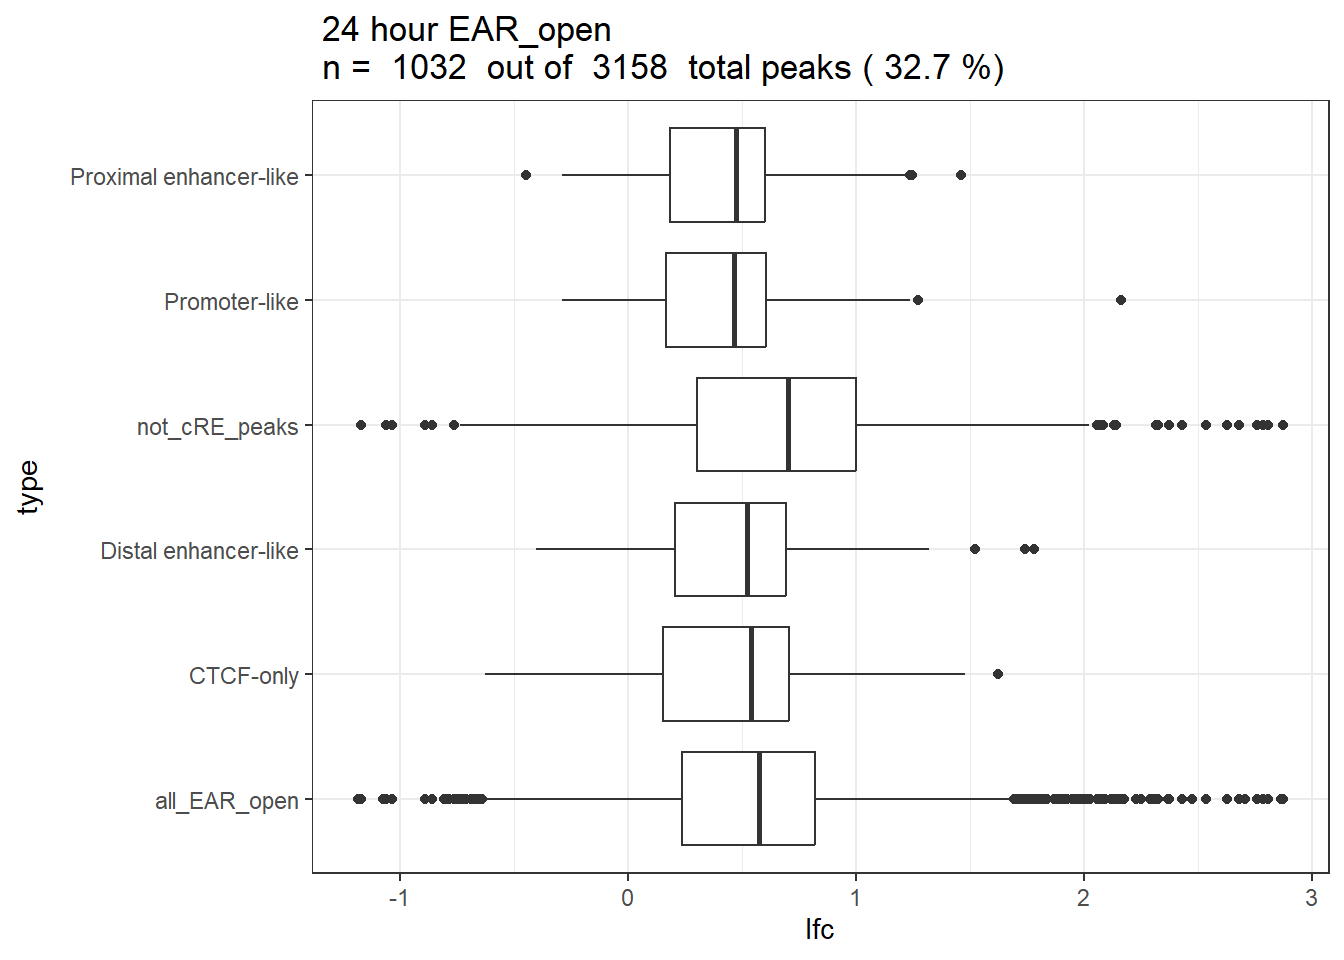 24 hour EAR_open
n =  1032  out of  3158  total peaks ( 32.7 %)
Proximal enhancer-like
Promoter-like
not_cRE_peaks
Distal enhancer-like
CTCF-only
all_EAR_open
type
-1
0
1
2
3
lfc